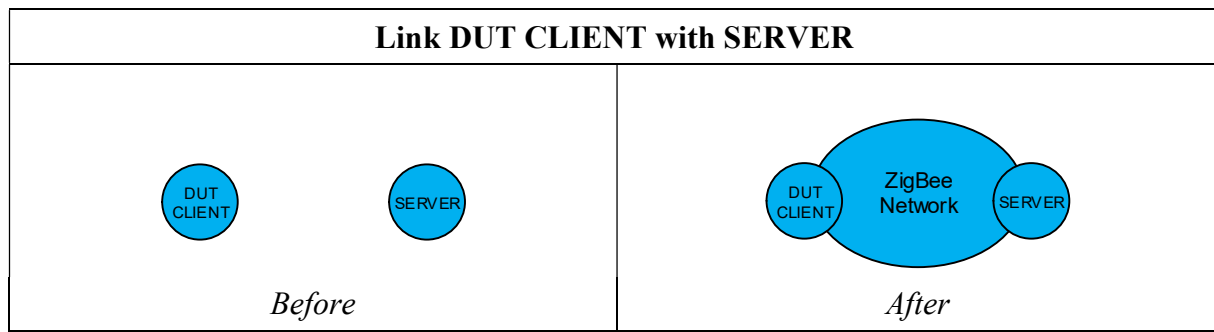 Link DUT CLIENT with SERVER
DUT
CLIENT
SERVER
Before
DUT
CLIENT
ZigBee
Network
SERVER
After